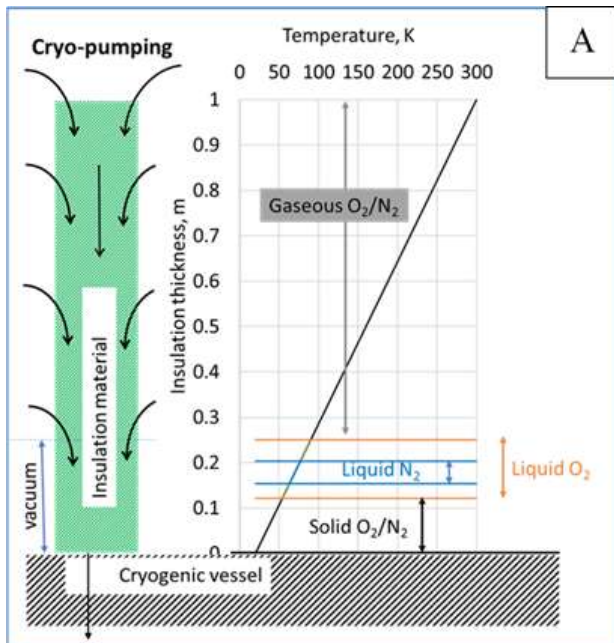 Cryo-pumping
Temperature, K
A
0 50 100 150 200 250 300
1
0.9
0.8
0.7
0.6
0.5
0.4
0.3
0.2
0.1
0
Insulation thickness, m
Gaseous O₂/N₂
Liquid N₂
Liquid O₂
Solid O₂/N₂
Insulation material
vacuum
Cryogenic vessel